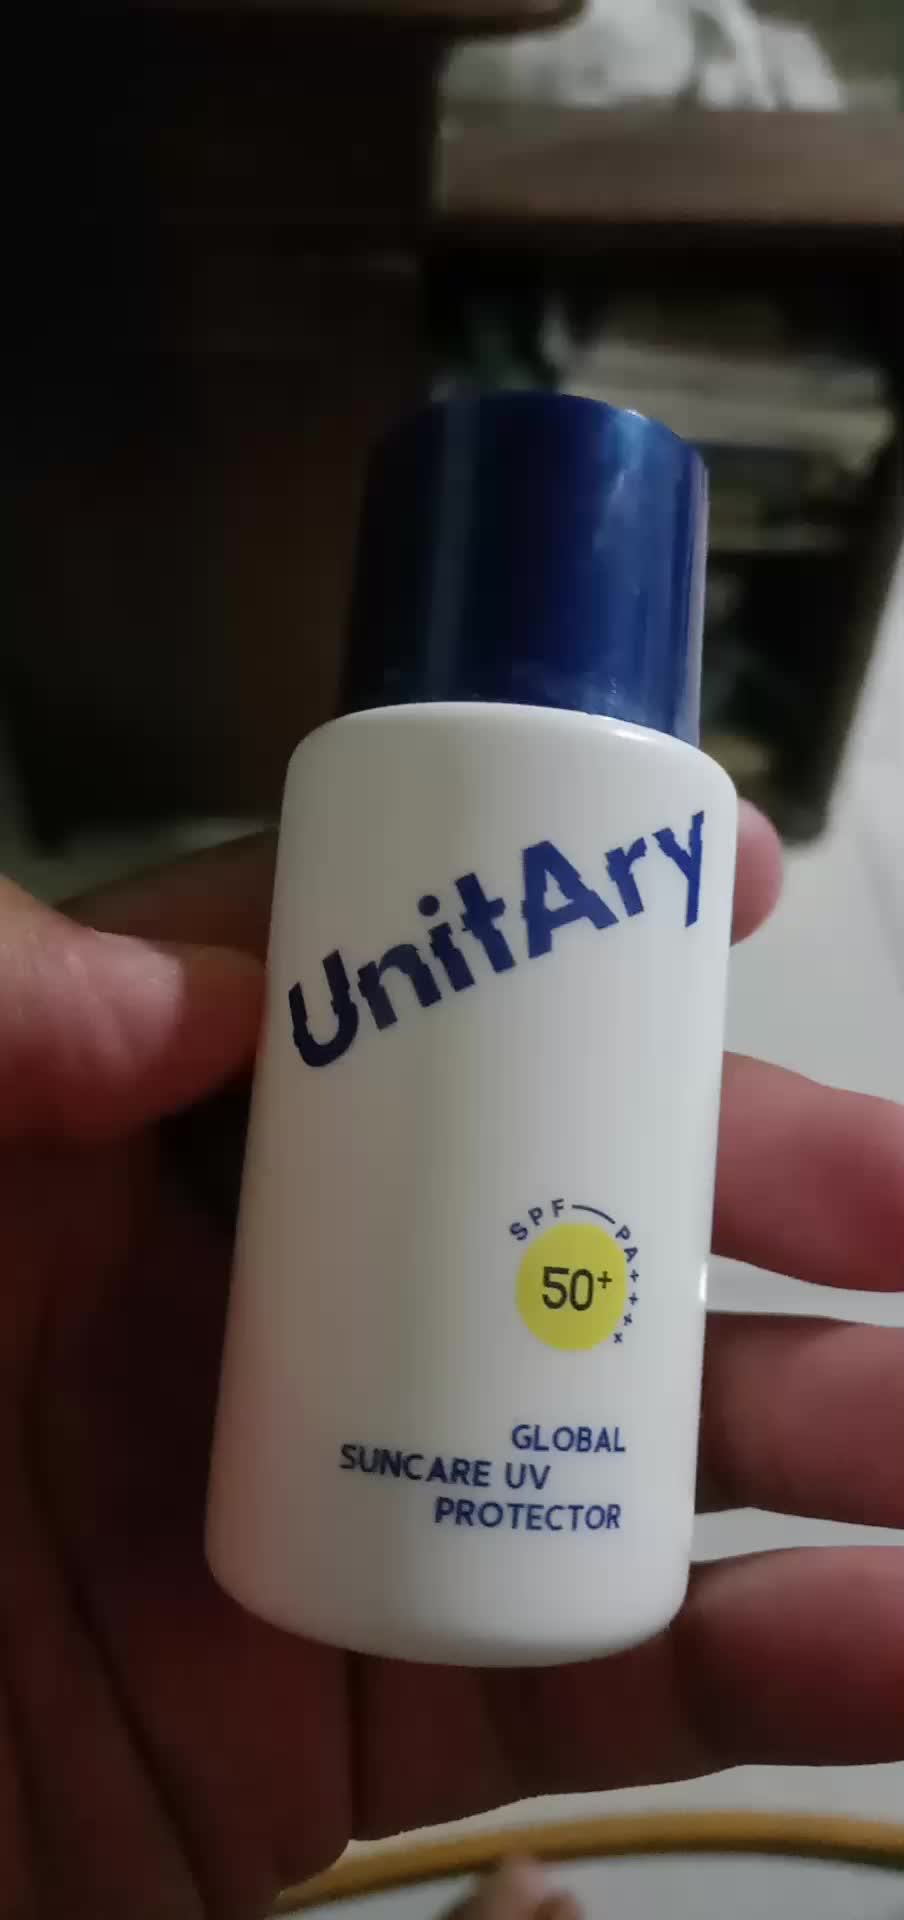 UnitAry
SPF—PA++++
50+
GLOBAL
SUNCARE UV
PROTECTOR